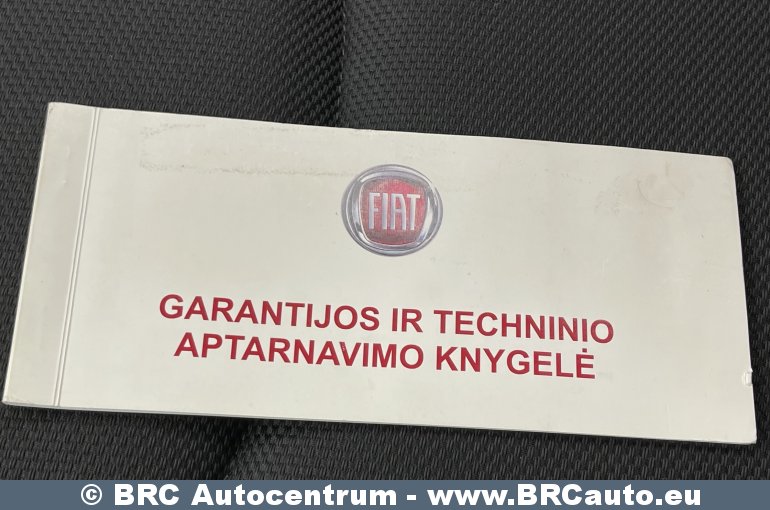 FIAT
GARANTIJOS IR TECHNINIO
APTARNAVIMO KNYGELĖ
© BRC Autocentrum - www.BRCauto.eu